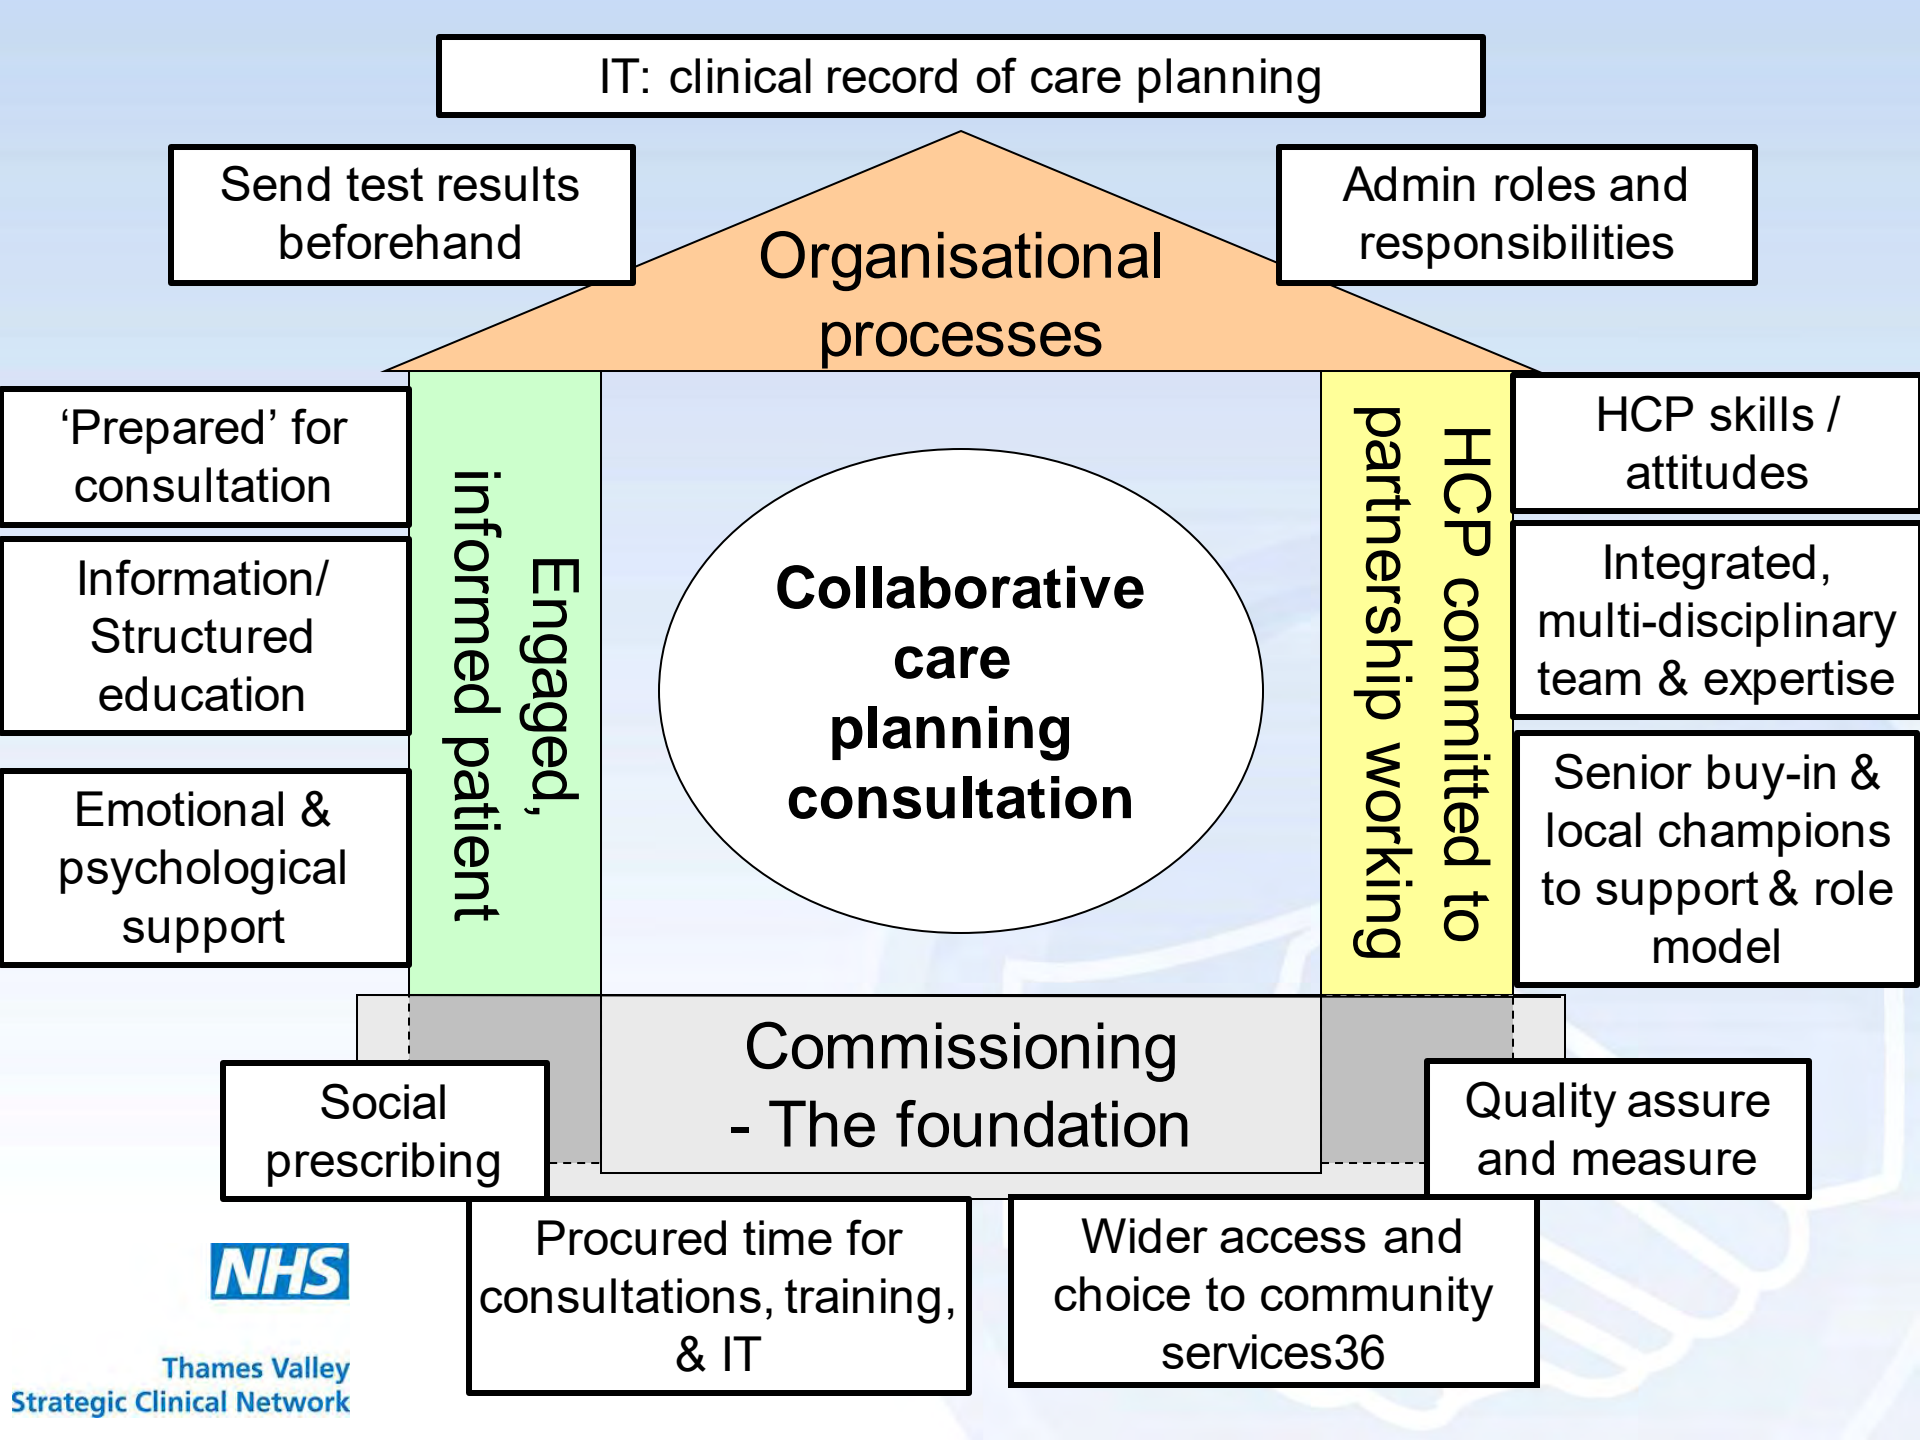 IT: clinical record of care planning
Send test results
beforehand
Admin roles and
responsibilities
Organisational
processes
‘Prepared’ for
consultation
Information/
Structured
education
Emotional &
psychological
support
Engaged,
informed patient
Collaborative
care
planning
consultation
HCP committed to
partnership working
HCP skills /
attitudes
Integrated,
multi-disciplinary
team & expertise
Senior buy-in &
local champions
to support & role
model
Commissioning
- The foundation
Social
prescribing
Quality assure
and measure
Procured time for
consultations, training,
& IT
Wider access and
choice to community
services36
NHS
Thames Valley
Strategic Clinical Network